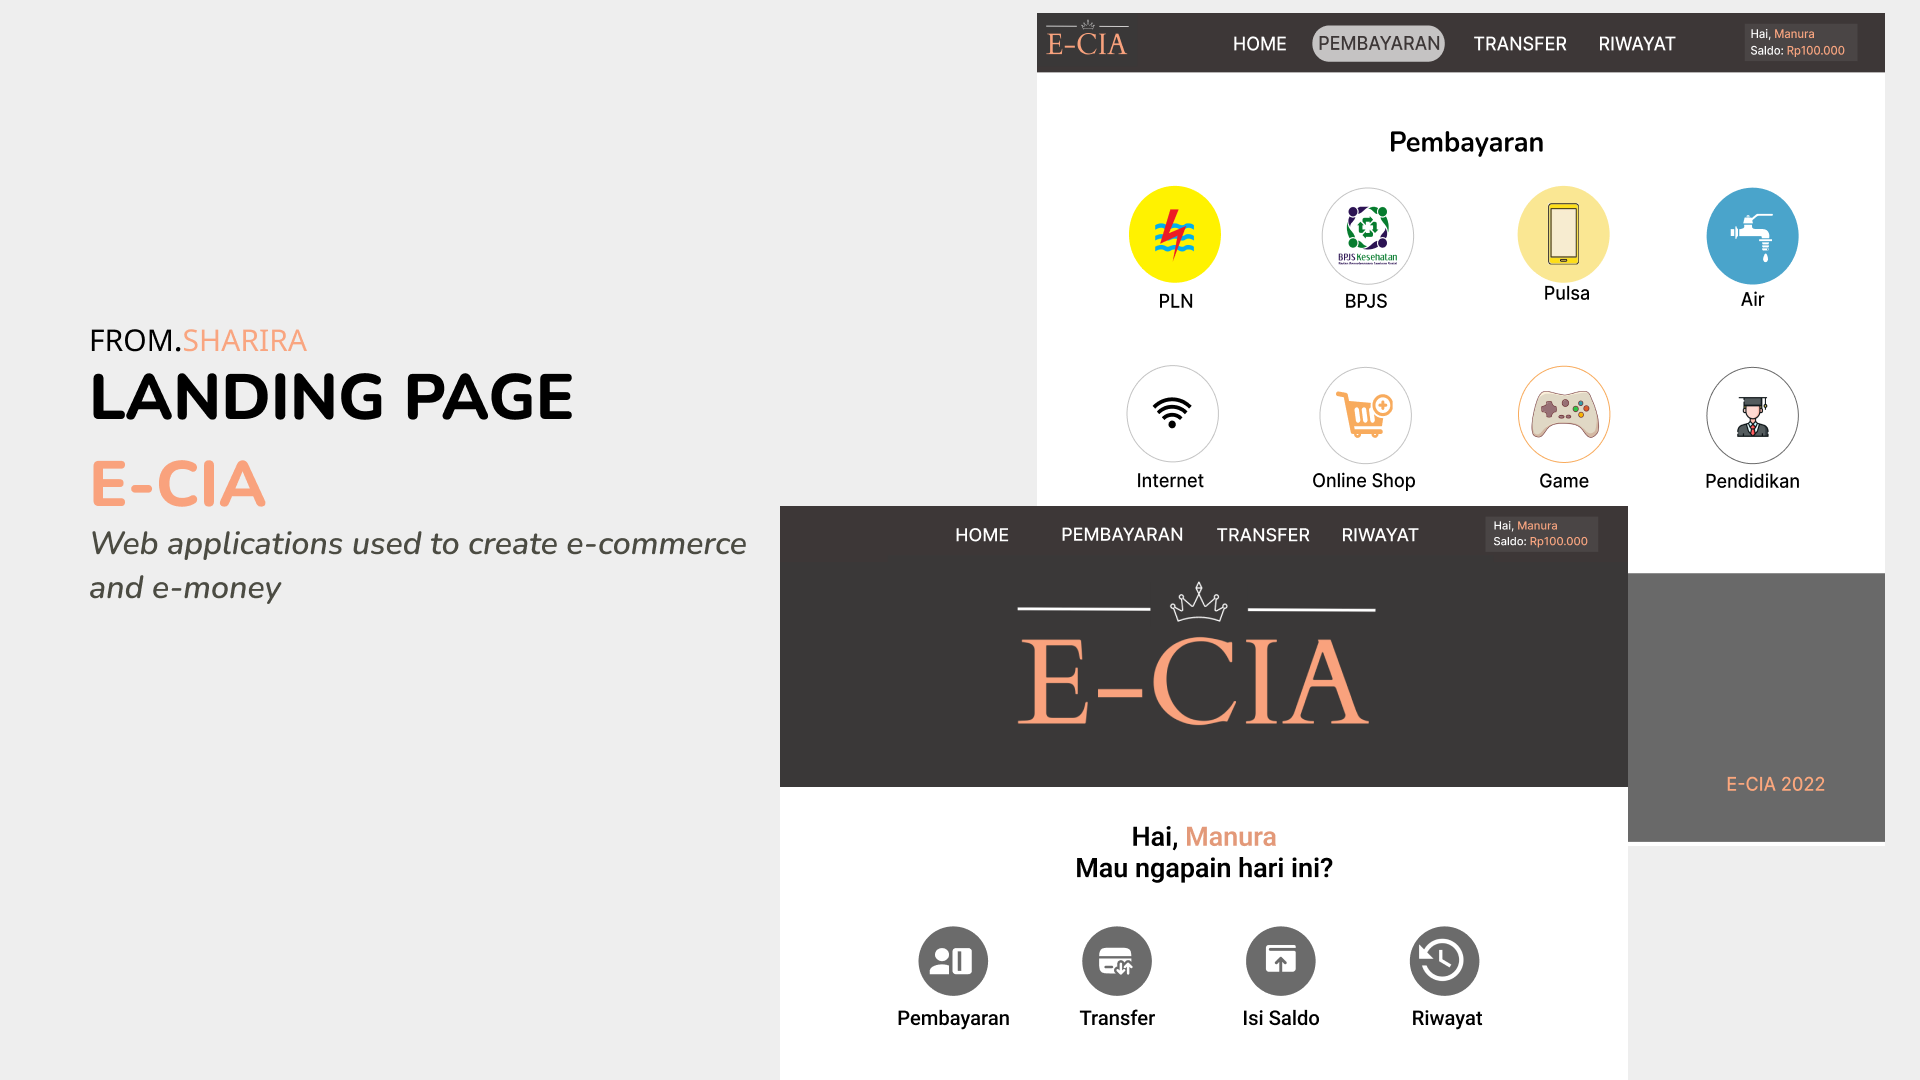 FROM.SHARIRA
LANDING PAGE
E-CIA
Web applications used to create e-commerce
and e-money
E-CIA
HOME PEMBAYARAN TRANSFER RIWAYAT
Hai, Manura
Saldo: Rp100.000
Pembayaran
BPJS Kesehatan
PLN BPJS Pulsa Air
Internet Online Shop Game Pendidikan
E-CIA 2022
HOME PEMBAYARAN TRANSFER RIWAYAT
Hai, Manura
Saldo: Rp100.000
E-CIA
Hai, Manura
Mau ngapain hari ini?
Pembayaran Transfer Isi Saldo Riwayat